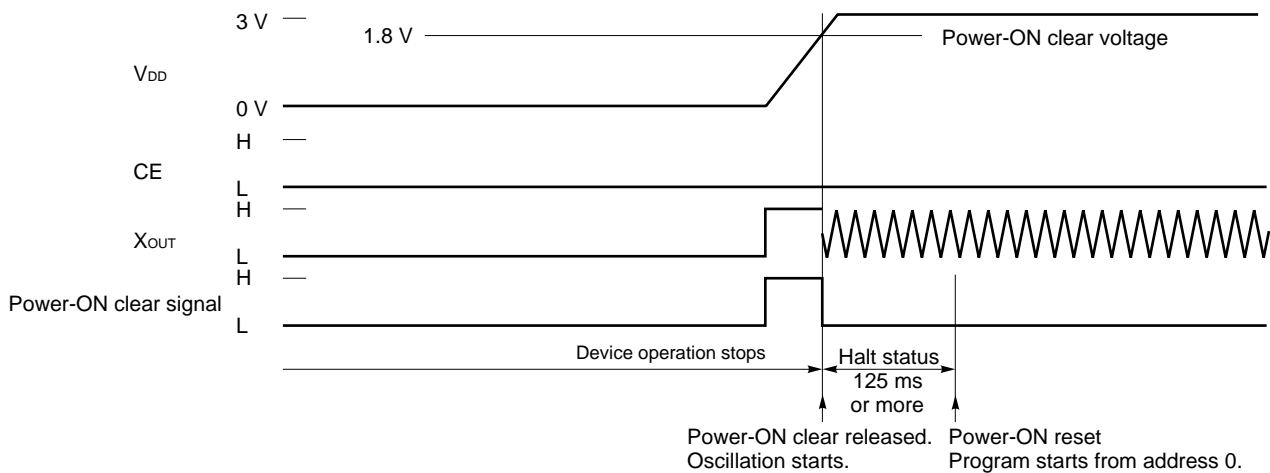 3 V
1.8 V
Power-ON clear voltage
VDD
0 V
H
CE
L
H
XOUT
L
H
Power-ON clear signal
L
Device operation stops
Halt status
125 ms
or more
Power-ON clear released.
Oscillation starts.
Power-ON reset
Program starts from address 0.